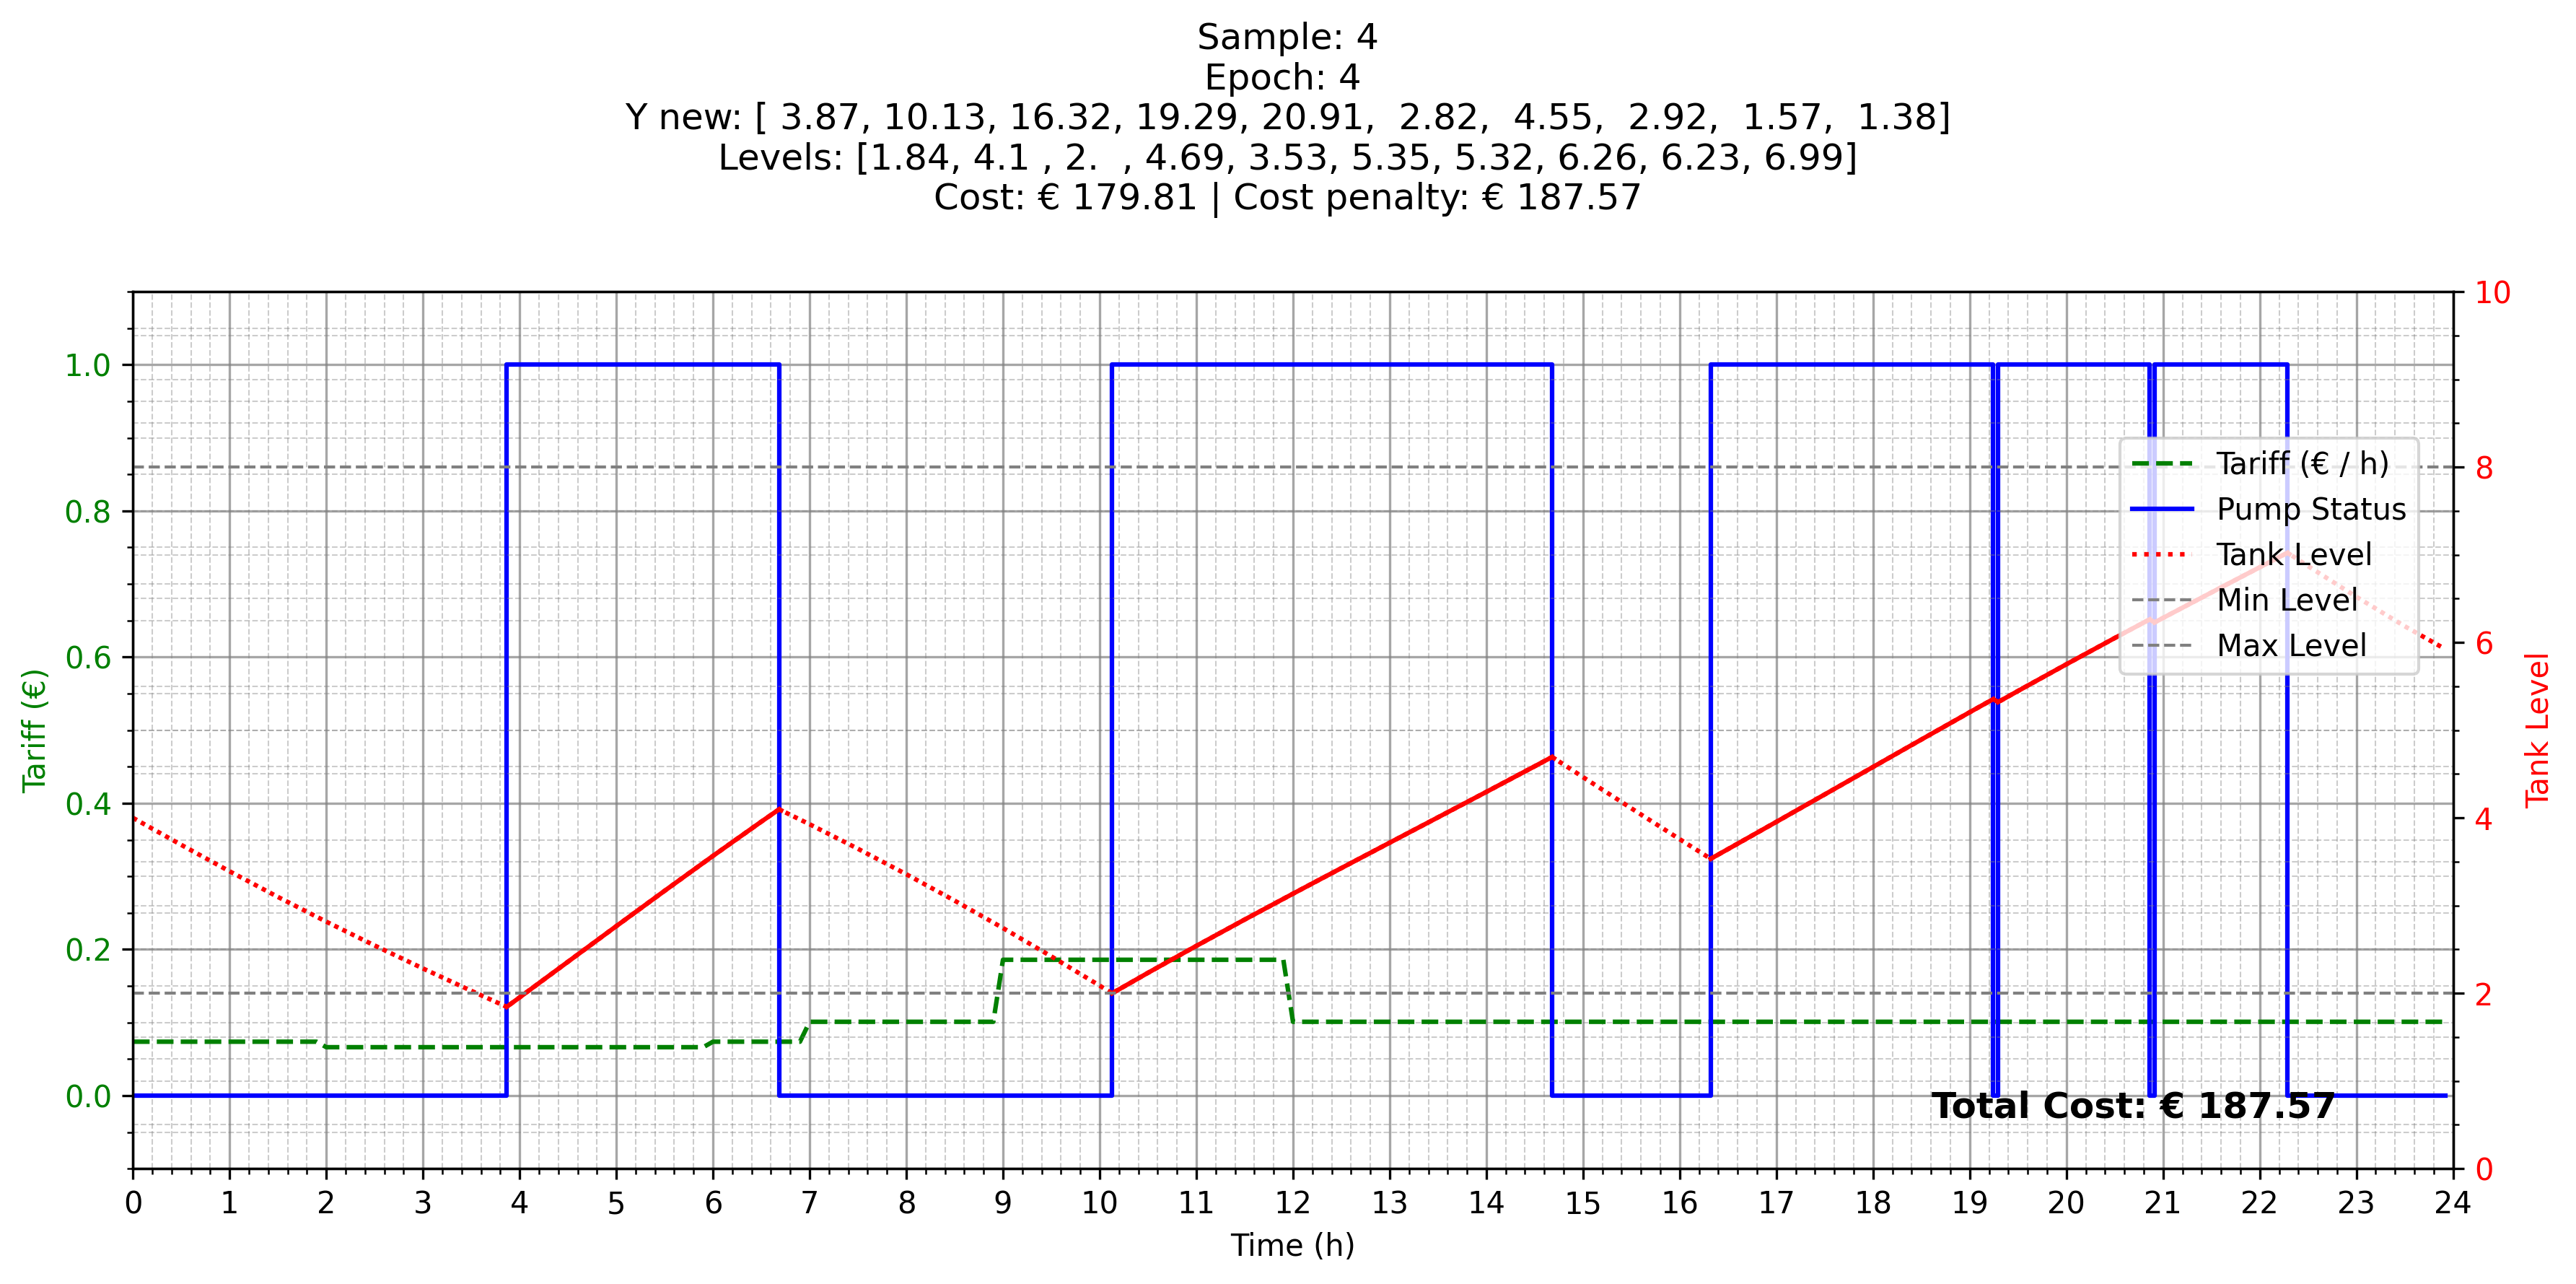 Sample: 4
Epoch: 4
Y new: [ 3.87, 10.13, 16.32, 19.29, 20.91,  2.82,  4.55,  2.92,  1.57,  1.38]
Levels: [1.84, 4.1 , 2.  , 4.69, 3.53, 5.35, 5.32, 6.26, 6.23, 6.99]
Cost: € 179.81 | Cost penalty: € 187.57
Tariff (€)
1.0
0.8
0.6
0.4
0.2
0.0
Tariff (€ / h)
Pump Status
Tank Level
Min Level
Max Level
Total Cost: € 187.57
10
8
6
4
2
0
Tank Level
0 1 2 3 4 5 6 7 8 9 10 11 12 13 14 15 16 17 18 19 20 21 22 23 24
Time (h)